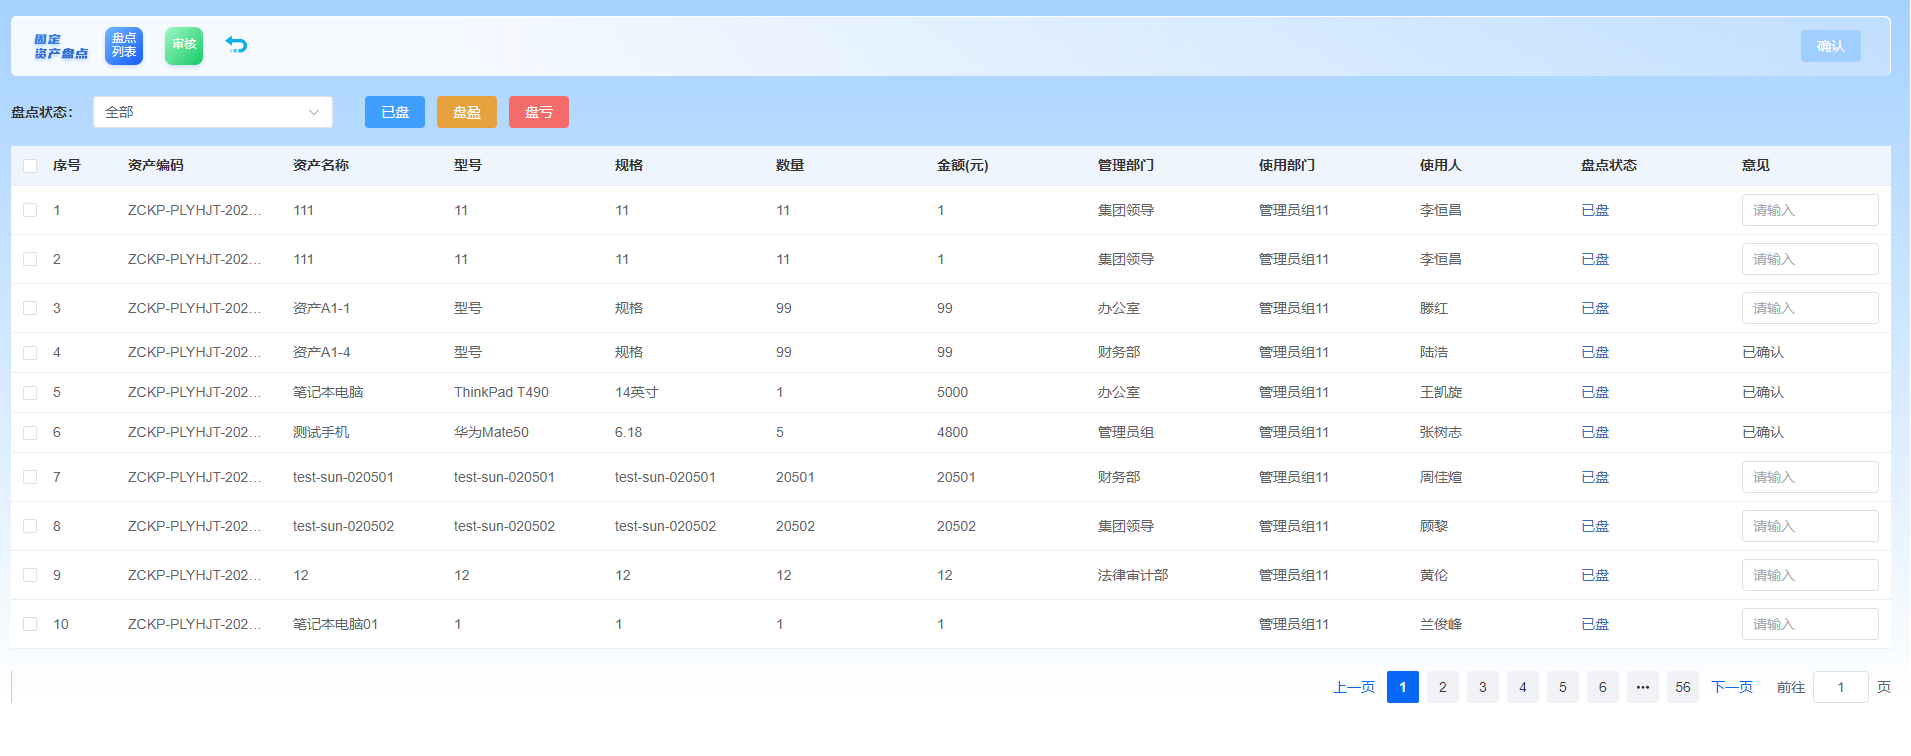 固定
资产盘点
盘点
列表
审核
确认
盘点状态： 全部 已盘 盘盈 盘亏
序号 资产编码 资产名称 型号 规格 数量 金额(元) 管理部门 使用部门 使用人 盘点状态 意见
1 ZCKP-PLYHJT-202... 111 11 11 11 1 集团领导 管理员组11 李恒昌 已盘 请输入
2 ZCKP-PLYHJT-202... 111 11 11 11 1 集团领导 管理员组11 李恒昌 已盘 请输入
3 ZCKP-PLYHJT-202... 资产A1-1 型号 规格 99 99 办公室 管理员组11 滕红 已盘 请输入
4 ZCKP-PLYHJT-202... 资产A1-4 型号 规格 99 99 财务部 管理员组11 陆浩 已盘 已确认
5 ZCKP-PLYHJT-202... 笔记本电脑 ThinkPad T490 14英寸 1 5000 办公室 管理员组11 王凯旋 已盘 已确认
6 ZCKP-PLYHJT-202... 测试手机 华为Mate50 6.18 5 4800 管理员组 管理员组11 张树志 已盘 已确认
7 ZCKP-PLYHJT-202... test-sun-020501 test-sun-020501 test-sun-020501 20501 20501 财务部 管理员组11 周佳煊 已盘 请输入
8 ZCKP-PLYHJT-202... test-sun-020502 test-sun-020502 test-sun-020502 20502 20502 集团领导 管理员组11 顾黎 已盘 请输入
9 ZCKP-PLYHJT-202... 12 12 12 12 12 法律审计部 管理员组11 黄伦 已盘 请输入
10 ZCKP-PLYHJT-202... 笔记本电脑01 1 1 1 1 管理员组11 兰俊峰 已盘 请输入
上一页 1 2 3 4 5 6 ••• 56 下一页 前往 1 页